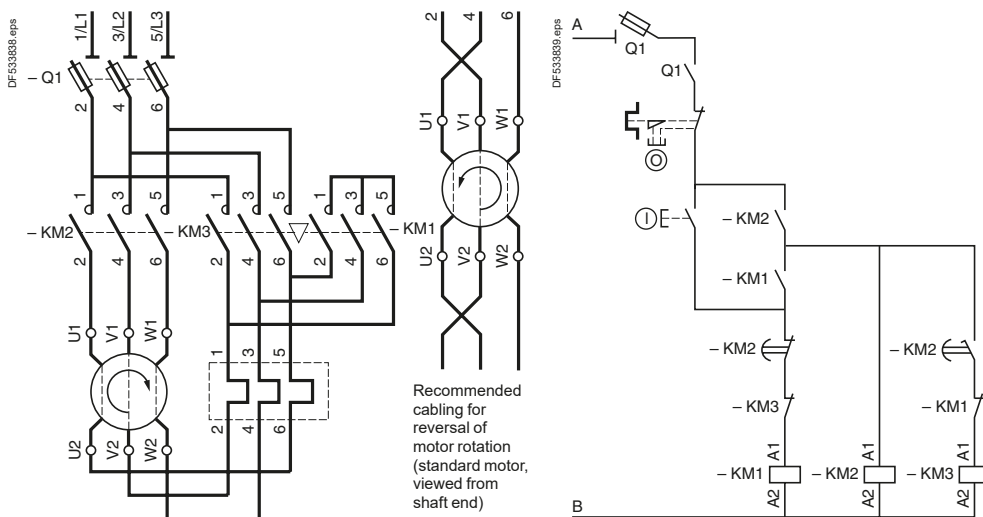 DF533838.eps
1/L1 3/L2 5/L3
– Q1
2 4 6
1 3 5 1 3 5 1 3 5
– KM2 – KM3 – KM1
2 4 6 2 4 6 2 4 6
U1 V1 W1
1 3 5
2 4 6
U2 V2 W2
2 4 6
U1 V1 W1
U2 V2 W2
Recommended
cabling for
reversal of
motor rotation
(standard motor,
viewed from
shaft end)
DF533839.eps
A
Q1
Q1
O
I
– KM2
– KM1
– KM2 – KM2
– KM3 – KM1
A1 A1 A1
– KM1 – KM2 – KM3
A2 A2 A2
B